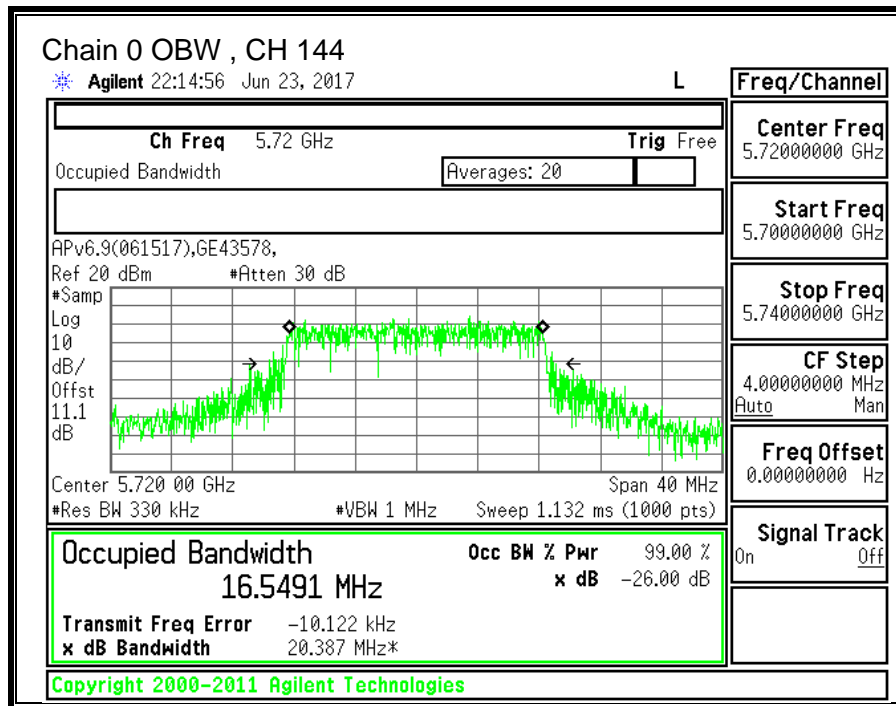 Chain 0 OBW , CH 144
Agilent 22:14:56 Jun 23, 2017 L
Freq/Channel
Ch Freq 5.72 GHz Trig Free
Occupied Bandwidth Averages: 20
Center Freq
5.72000000 GHz
Start Freq
5.70000000 GHz
Stop Freq
5.74000000 GHz
CF Step
4.00000000 MHz
Auto Man
Freq Offset
0.00000000 Hz
Signal Track
On Off
APv6.9(061517),GE43578,
Ref 20 dBm #Atten 30 dB
#Samp
Log
10
dB/
Offst
11.1
dB
Center 5.720 00 GHz Span 40 MHz
#Res BW 330 kHz #VBW 1 MHz Sweep 1.132 ms (1000 pts)
Occupied Bandwidth
16.5491 MHz
Occ BW % Pwr 99.00 %
x dB -26.00 dB
Transmit Freq Error -10.122 kHz
x dB Bandwidth 20.387 MHz*
Copyright 2000-2011 Agilent Technologies